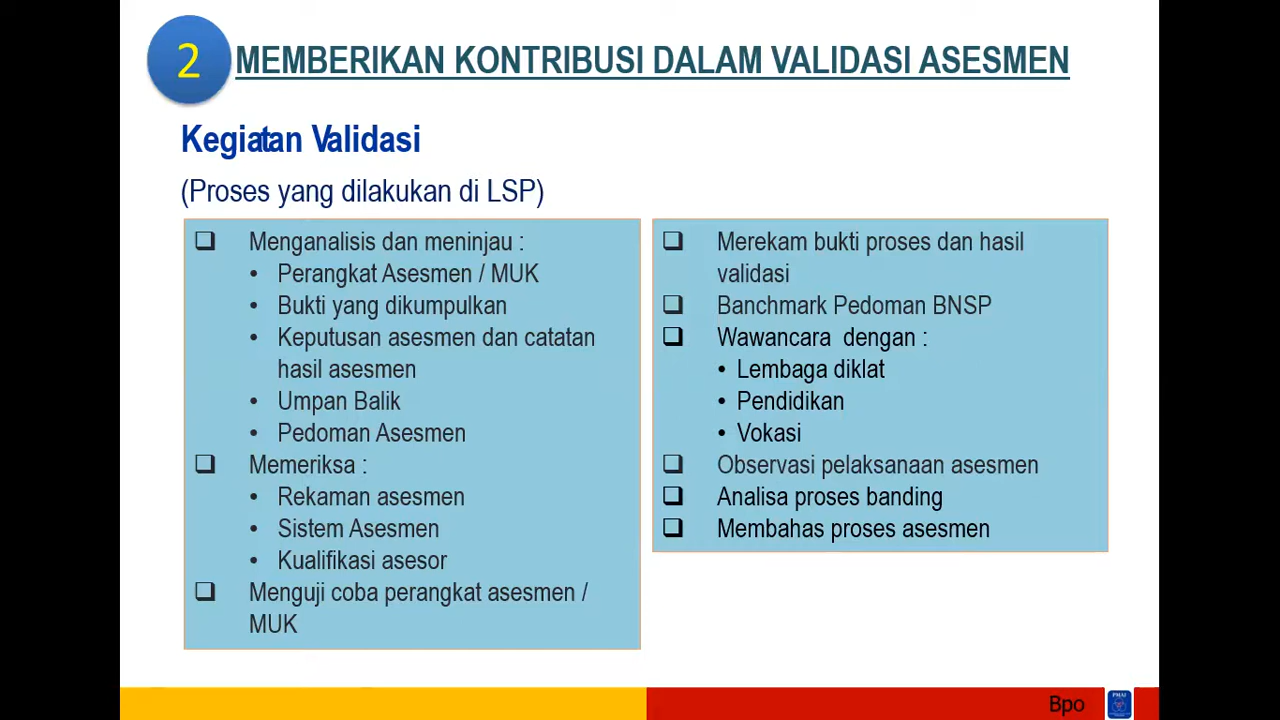 2
MEMBERIKAN KONTRIBUSI DALAM VALIDASI ASESMEN
Kegiatan Validasi
(Proses yang dilakukan di LSP)
❑ Menganalisis dan meninjau :
• Perangkat Asesmen / MUK
• Bukti yang dikumpulkan
• Keputusan asesmen dan catatan
hasil asesmen
• Umpan Balik
• Pedoman Asesmen
❑ Memeriksa :
• Rekaman asesmen
• Sistem Asesmen
• Kualifikasi asesor
❑ Menguji coba perangkat asesmen /
MUK
❑ Merekam bukti proses dan hasil
validasi
❑ Banchmark Pedoman BNSP
❑ Wawancara dengan :
• Lembaga diklat
• Pendidikan
• Vokasi
❑ Observasi pelaksanaan asesmen
❑ Analisa proses banding
❑ Membahas proses asesmen
Bpo